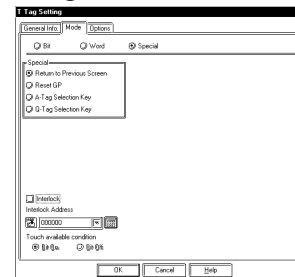 T Tag Setting
General Info. Mode Options
Bit Word Special
Special
Return to Previous Screen
Reset GP
A-Tag Selection Key
Q-Tag Selection Key
Interlock
Interlock Address
000000
Touch available condition
OK Cancel Help